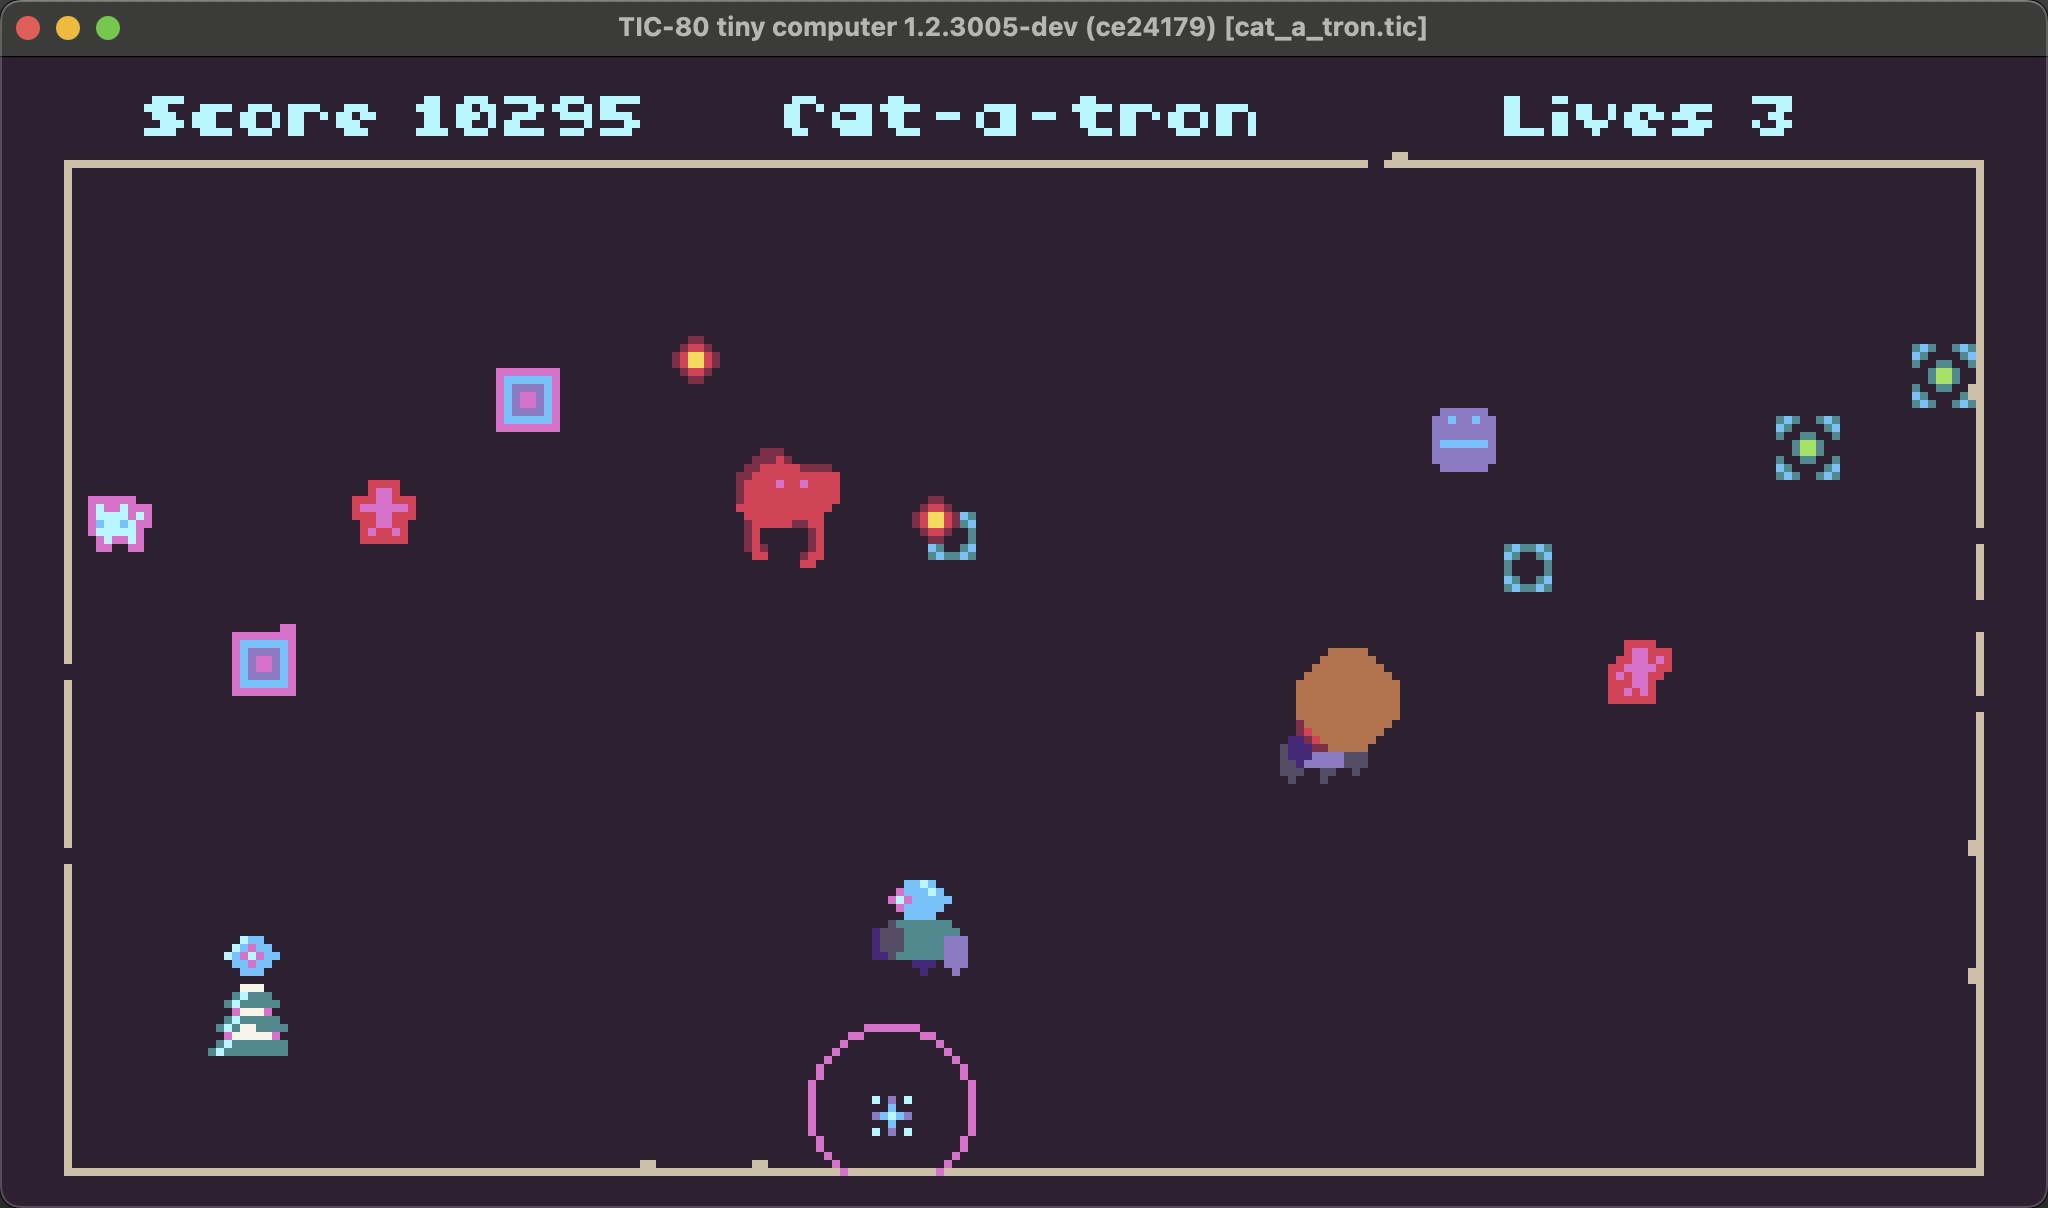 TIC-80 tiny computer 1.2.3005-dev (ce24179) [cat_a_tron.tic]
Score 10295 Cat-a-tron Lives 3